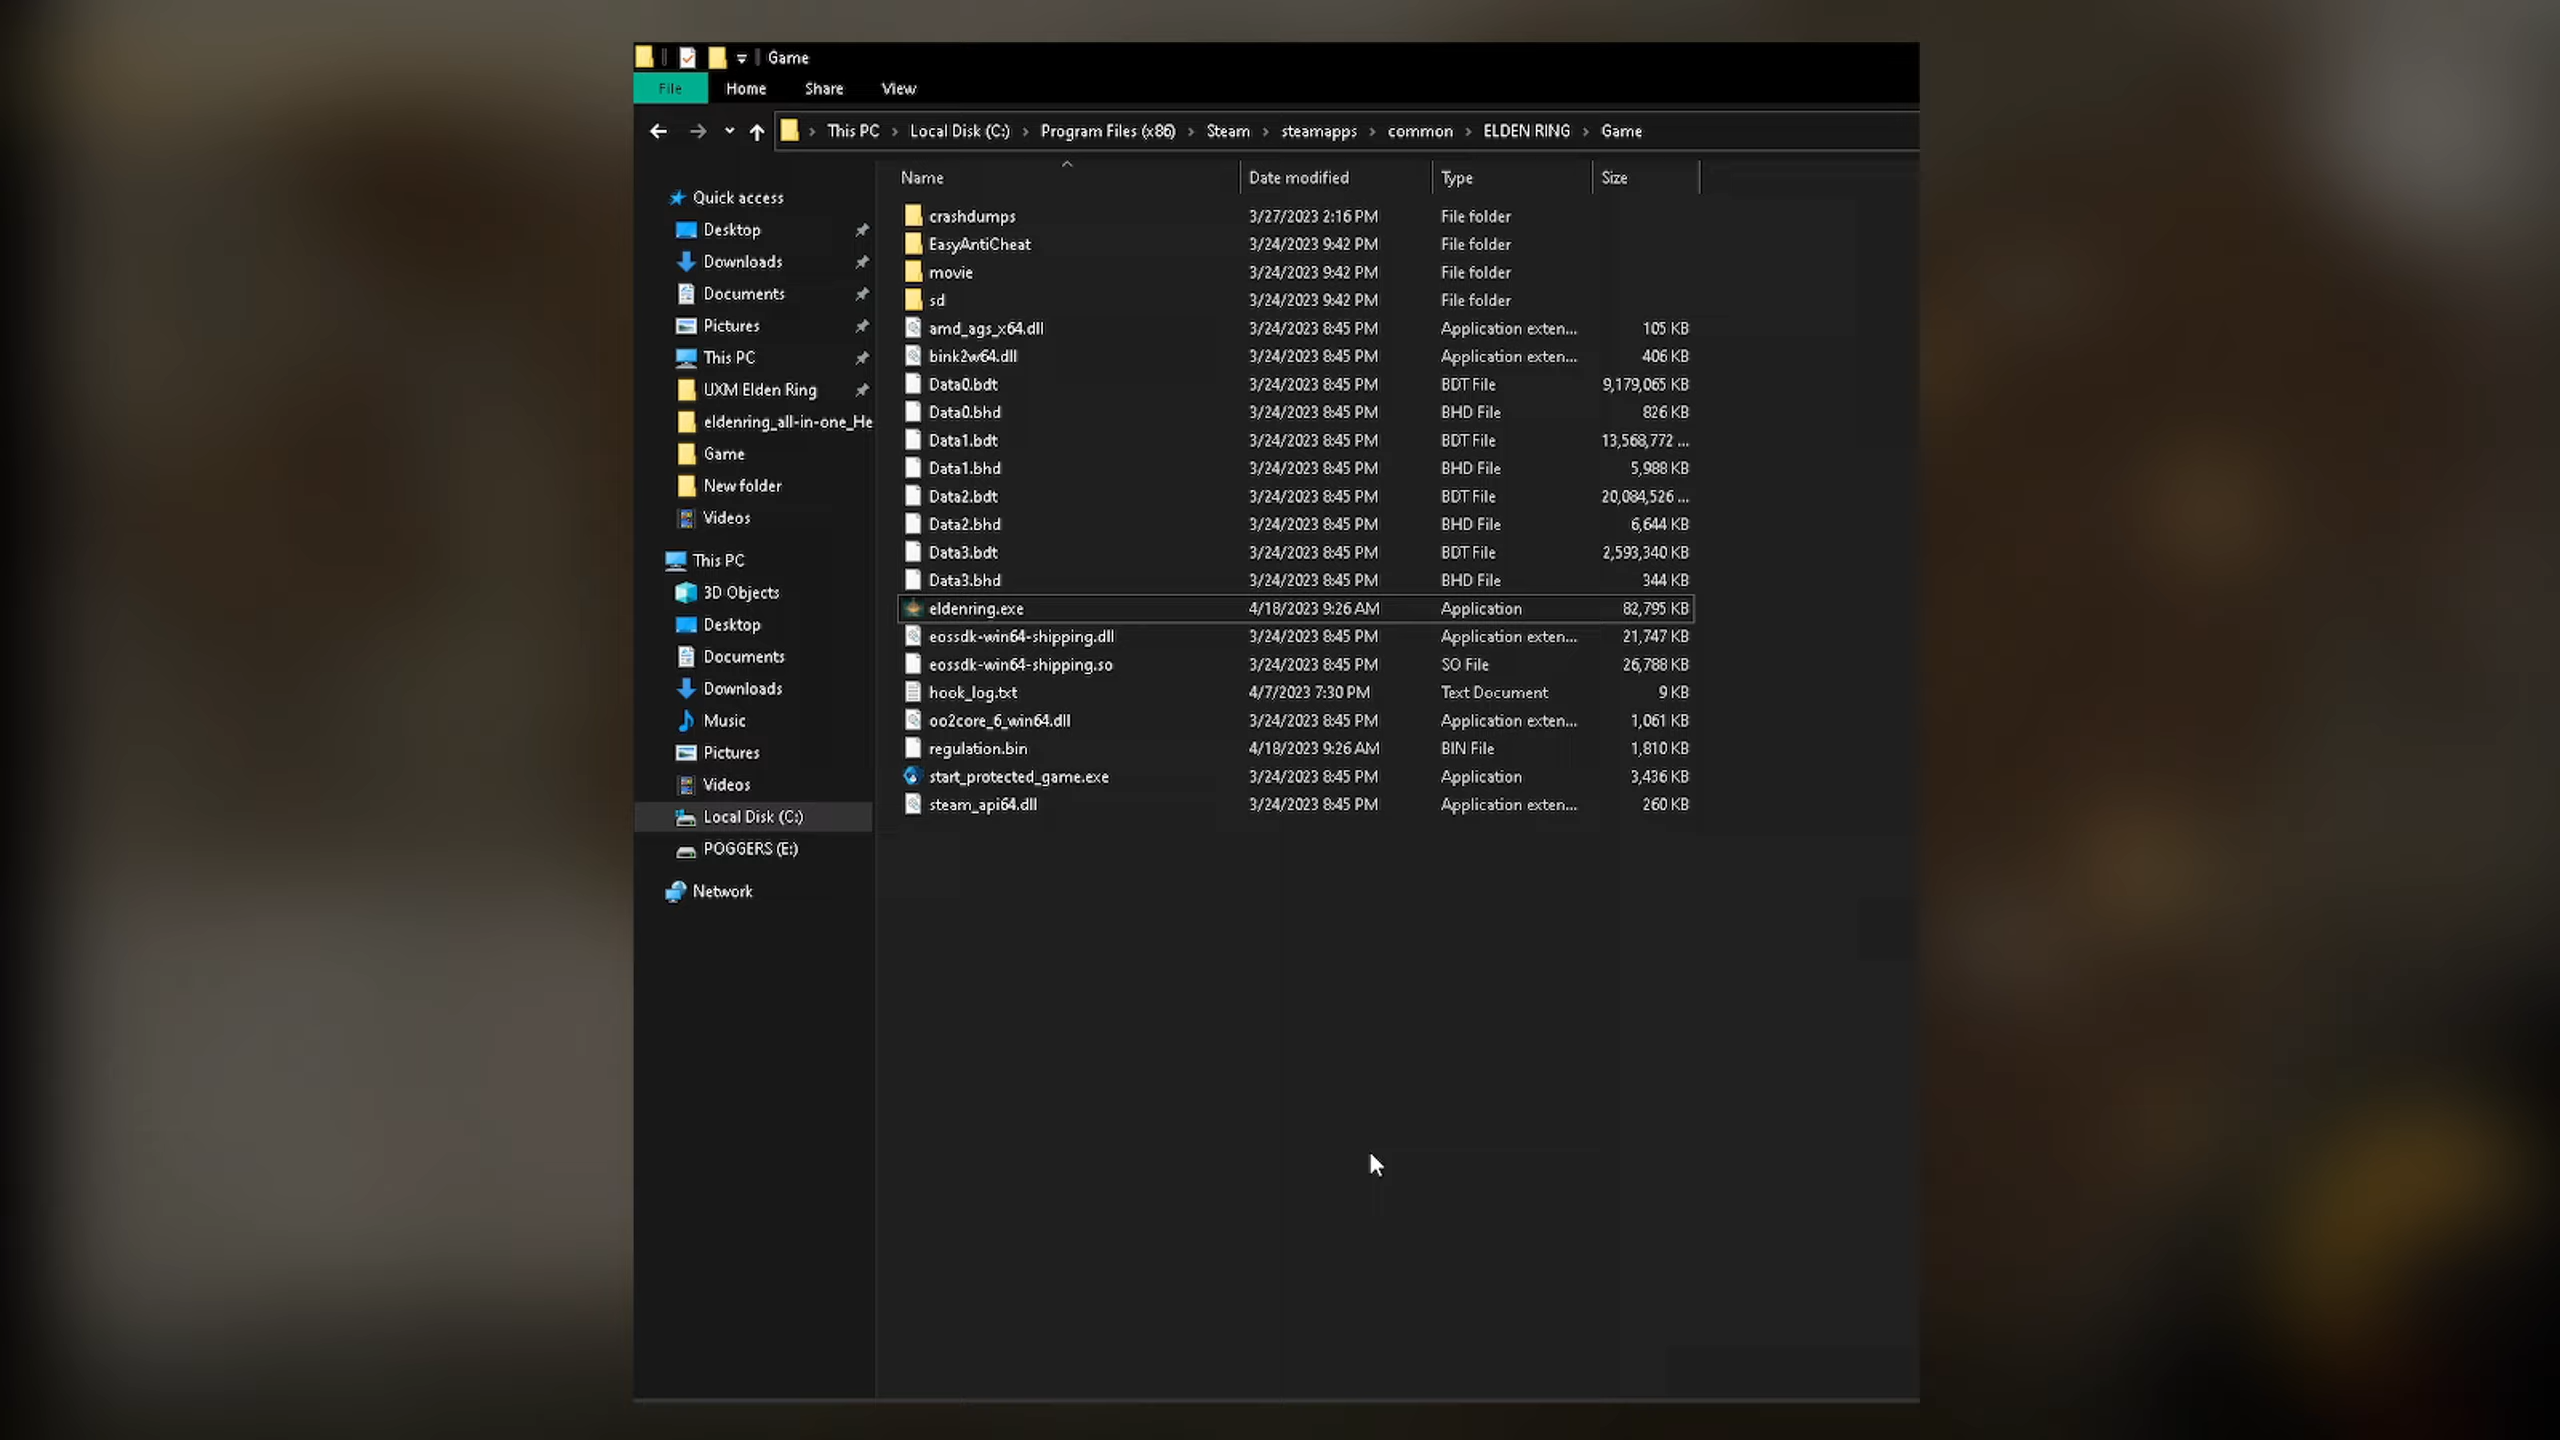 Game
File Home Share View
This PC Local Disk (C:) Program Files (x86) Steam steamapps common ELDEN RING Game
Name Date modified Type Size
Quick access
Desktop
Downloads
Documents
Pictures
This PC
UXM Elden Ring
eldenring_all-in-one_He
Game
New folder
Videos
This PC
3D Objects
Desktop
Documents
Downloads
Music
Pictures
Videos
Local Disk (C:)
POGGERS (E:)
Network
crashdumps 3/27/2023 2:16 PM File folder
EasyAntiCheat 3/24/2023 9:42 PM File folder
movie 3/24/2023 9:42 PM File folder
sd 3/24/2023 9:42 PM File folder
amd_ags_x64.dll 3/24/2023 8:45 PM Application exten... 105 KB
bink2w64.dll 3/24/2023 8:45 PM Application exten... 406 KB
Data0.bdt 3/24/2023 8:45 PM BDT File 9,179,065 KB
Data0.bhd 3/24/2023 8:45 PM BHD File 826 KB
Data1.bdt 3/24/2023 8:45 PM BDT File 13,568,772 ...
Data1.bhd 3/24/2023 8:45 PM BHD File 5,988 KB
Data2.bdt 3/24/2023 8:45 PM BDT File 20,084,526 ...
Data2.bhd 3/24/2023 8:45 PM BHD File 6,644 KB
Data3.bdt 3/24/2023 8:45 PM BDT File 2,593,340 KB
Data3.bhd 3/24/2023 8:45 PM BHD File 344 KB
eldenring.exe 4/18/2023 9:26 AM Application 82,795 KB
eossdk-win64-shipping.dll 3/24/2023 8:45 PM Application exten... 21,747 KB
eossdk-win64-shipping.so 3/24/2023 8:45 PM SO File 26,788 KB
hook_log.txt 4/7/2023 7:30 PM Text Document 9 KB
oo2core_6_win64.dll 3/24/2023 8:45 PM Application exten... 1,061 KB
regulation.bin 4/18/2023 9:26 AM BIN File 1,810 KB
start_protected_game.exe 3/24/2023 8:45 PM Application 3,436 KB
steam_api64.dll 3/24/2023 8:45 PM Application exten... 260 KB